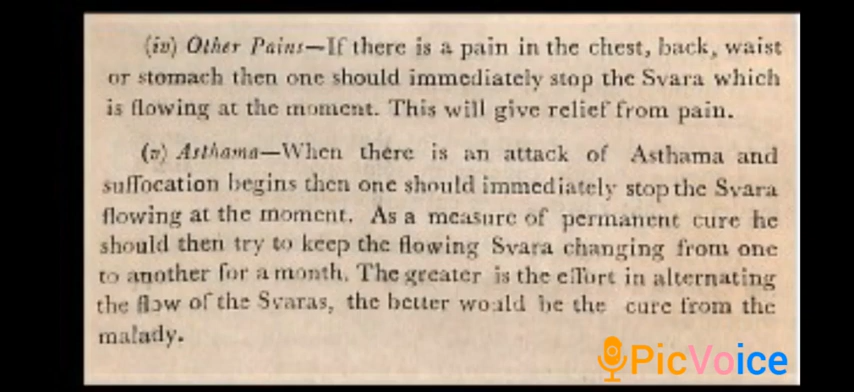 (iv) Other Pains—If there is a pain in the chest, back, waist
or stomach then one should immediately stop the Svara which
is flowing at the moment. This will give relief from pain.
(v) Asthama—When there is an attack of Asthama and
suffocation begins then one should immediately stop the Svara
flowing at the moment. As a measure of permanent cure he
should then try to keep the flowing Svara changing from one
to another for a month. The greater is the effort in alternating
the flow of the Svaras, the better would be the cure from the
malady.
PicVoice